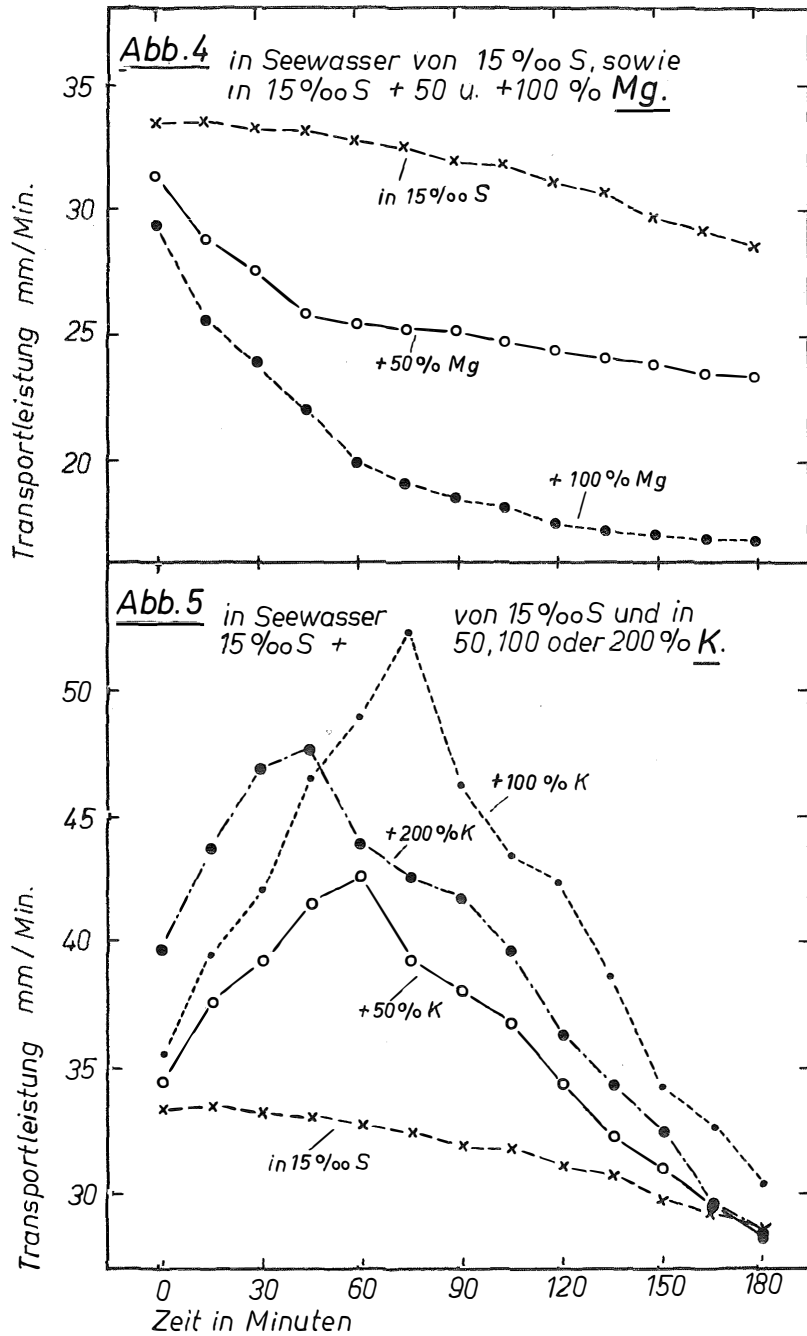 Abb.4 in Seewasser von 15‰ S, sowie
in 15‰ S + 50 u. +100 % Mg.
35
30
25
20
Transportleistung mm/Min.
in 15‰ S
+50% Mg
+ 100% Mg
Abb.5 in Seewasser von 15‰ S und in
15‰ S + 50, 100 oder 200% K.
50
45
40
35
30
Transportleistung mm/Min.
+100 % K
+200% K
+50% K
in 15‰ S
0 30 60 90 120 150 180
Zeit in Minuten